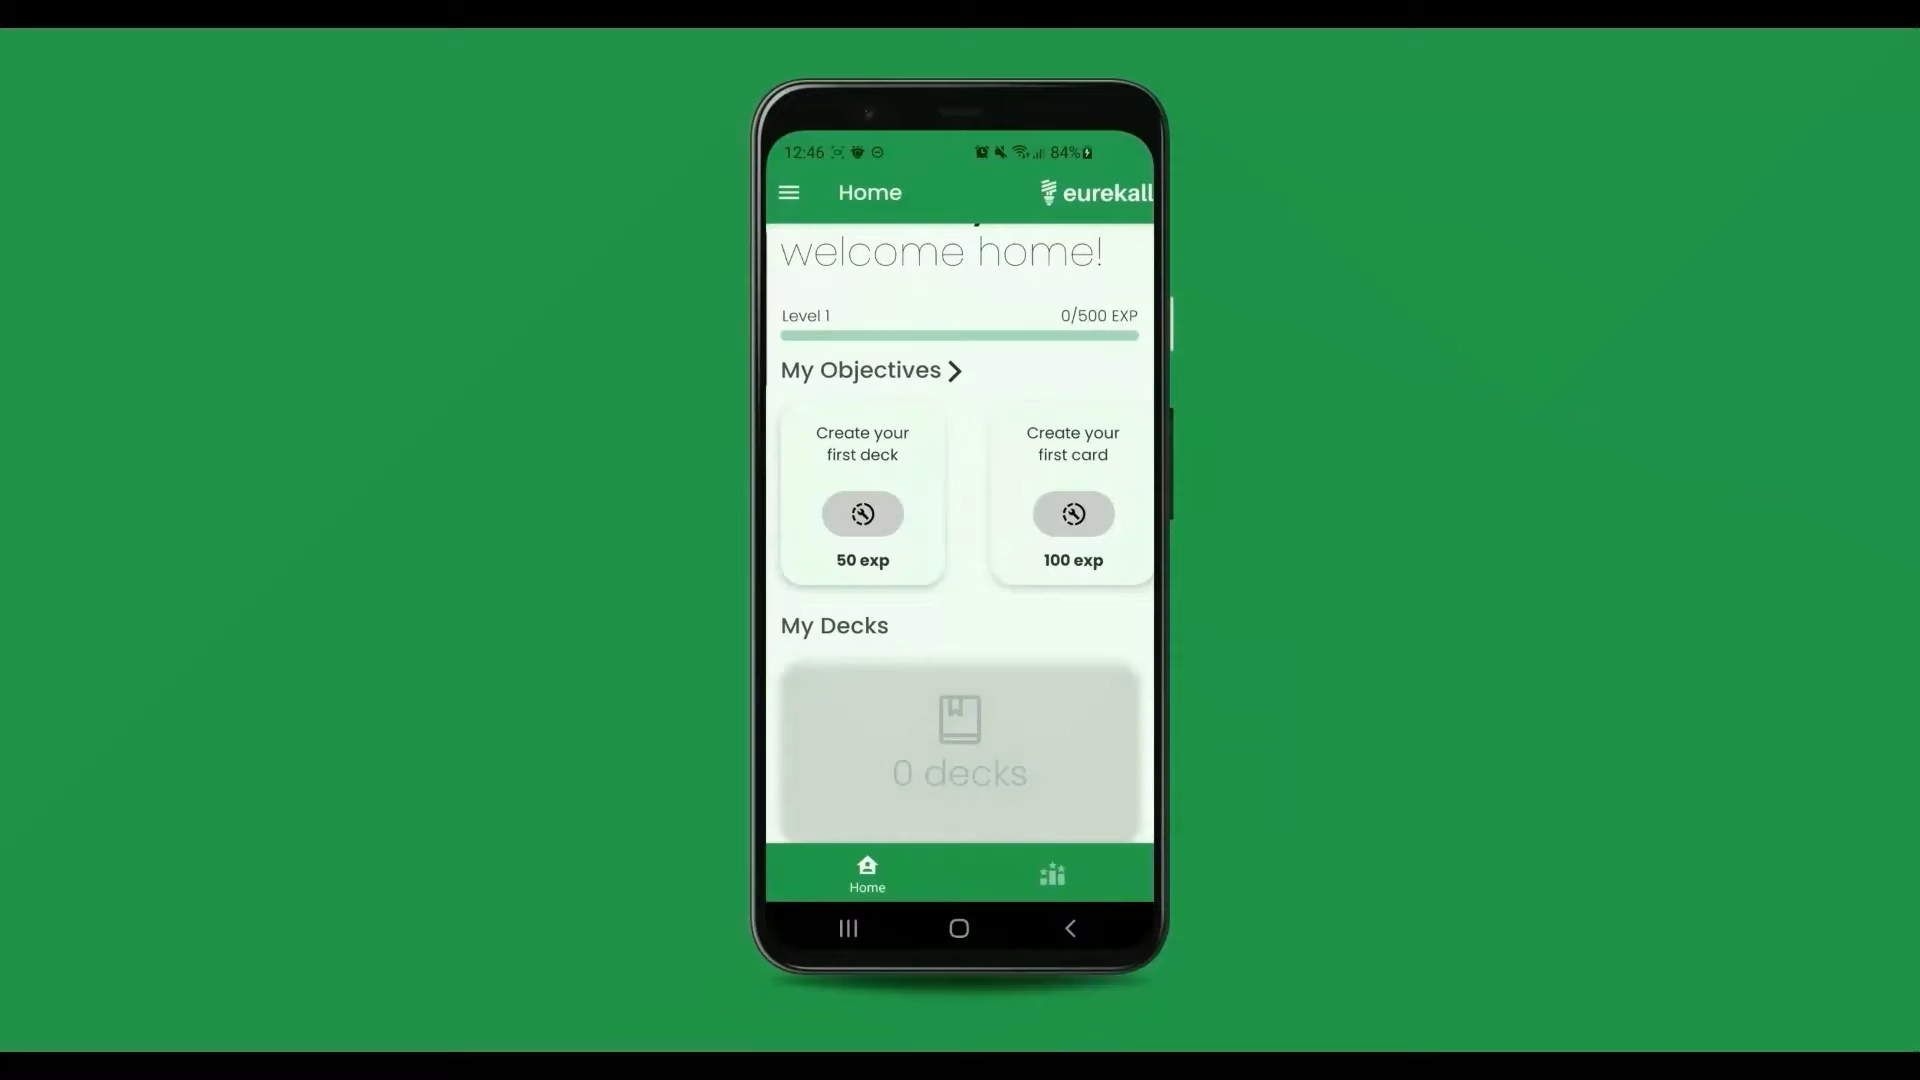 12:46
84%
Home
eurekall
welcome home!
Level 1
0/500 EXP
My Objectives
Create your
first deck
50 exp
Create your
first card
100 exp
My Decks
0 decks
Home